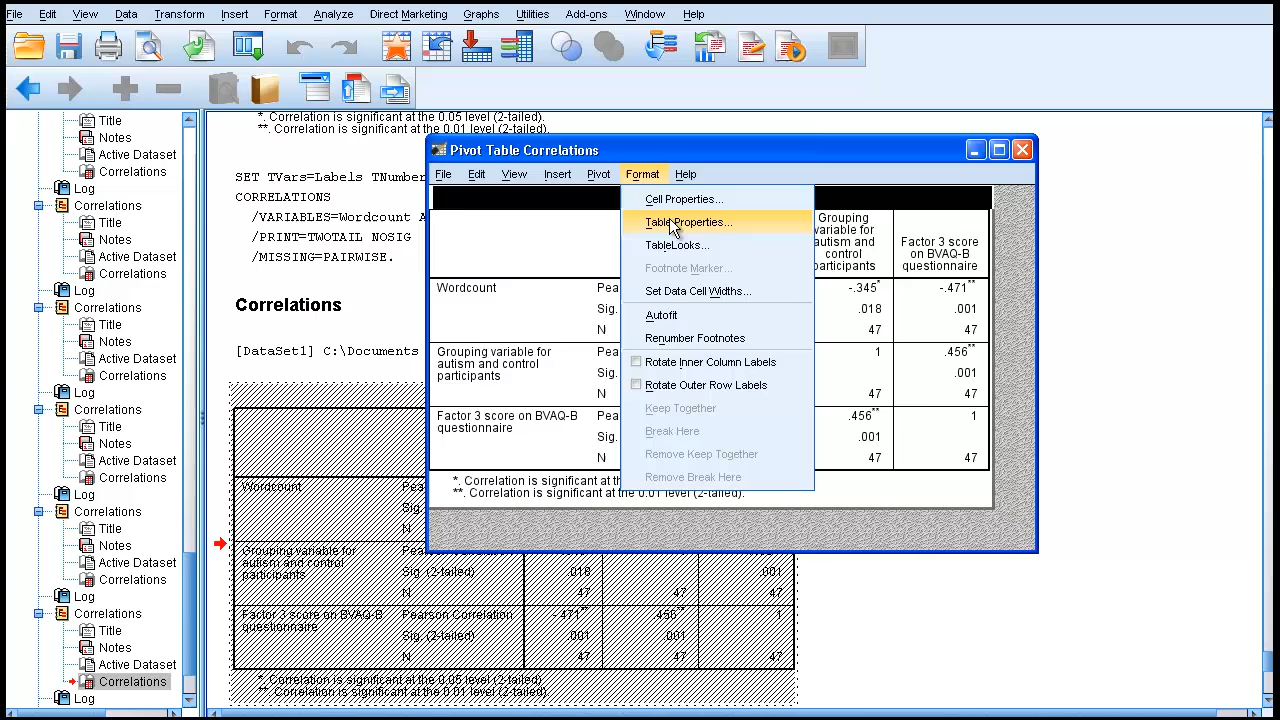 File Edit View Data Transform Insert Format Analyze Direct Marketing Graphs Utilities Add-ons Window Help
Title
Notes
Active Dataset
Correlations
Log
Correlations
Title
Notes
Active Dataset
Correlations
Log
Correlations
Title
Notes
Active Dataset
Correlations
Log
Correlations
Title
Notes
Active Dataset
Correlations
Log
Correlations
Title
Notes
Active Dataset
Correlations
Log
Correlations
Title
Notes
Active Dataset
Correlations
Log
*. Correlation is significant at the 0.05 level (2-tailed).
**. Correlation is significant at the 0.01 level (2-tailed).
SET TVars=Labels TNumber
CORRELATIONS
/VARIABLES=Wordcount A
/PRINT=TWOTAIL NOSIG
/MISSING=PAIRWISE.
Correlations
[DataSet1] C:\Documents
Pivot Table Correlations
File Edit View Insert Pivot Format Help
Cell Properties...
Table Properties...
TableLooks...
Footnote Marker...
Set Data Cell Widths...
Autofit
Renumber Footnotes
Rotate Inner Column Labels
Rotate Outer Row Labels
Keep Together
Break Here
Remove Keep Together
Remove Break Here
Grouping
variable for
autism and
control
participants
Factor 3 score
on BVAQ-B
questionnaire
Wordcount Pea -.345* -.471**
Sig. .018 .001
N 47 47
Grouping variable for Pea 1 .456**
autism and control
participants
Sig. .001
N 47 47
Factor 3 score on BVAQ-B Pea .456** 1
questionnaire
Sig. .001
N 47 47
*. Correlation is significant at the 0.05 level (2-tailed).
**. Correlation is significant at the 0.01 level (2-tailed).
Wordcount Pea
Sig.
N
Grouping variable for Pea
autism and control
participants
Sig. (2-tailed) .018 .001
N 47 47 47
Factor 3 score on BVAQ-B Pearson Correlation .471** .456** 1
questionnaire
Sig. (2-tailed) .001 .001
N 47 47 47
*. Correlation is significant at the 0.05 level (2-tailed).
**. Correlation is significant at the 0.01 level (2-tailed).